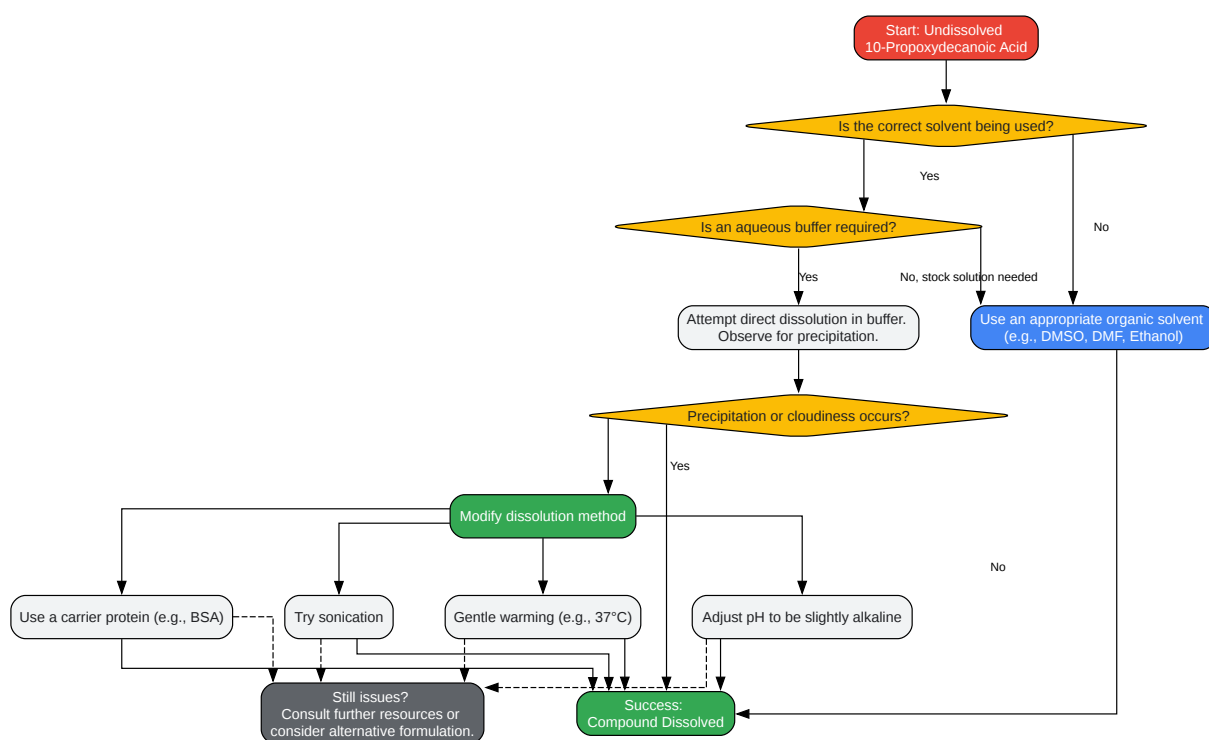 Start: Undissolved
10-Propoxydecanoic Acid
Is the correct solvent being used?
Yes
Is an aqueous buffer required?
No
Yes
No, stock solution needed
Attempt direct dissolution in buffer.
Observe for precipitation.
Use an appropriate organic solvent
(e.g., DMSO, DMF, Ethanol)
Precipitation or cloudiness occurs?
Yes
Modify dissolution method
No
Use a carrier protein (e.g., BSA)
Try sonication
Gentle warming (e.g., 37°C)
Adjust pH to be slightly alkaline
Still issues?
Consult further resources or
consider alternative formulation.
Success:
Compound Dissolved